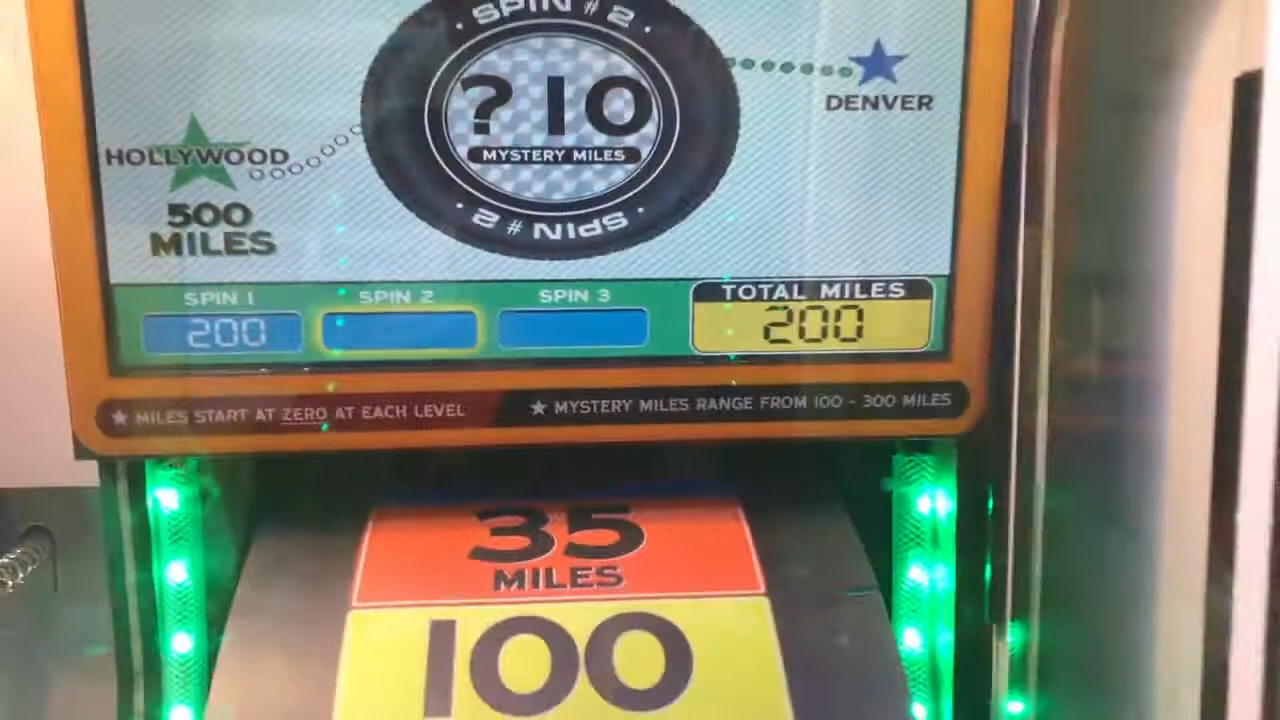 SPIN # 2
? 10
MYSTERY MILES
SPIN # 2
DENVER
HOLLYWOOD
500
MILES
SPIN 1
200
SPIN 2
SPIN 3
TOTAL MILES
200
★ MILES START AT ZERO AT EACH LEVEL
★ MYSTERY MILES RANGE FROM 100 - 300 MILES
35
MILES
100